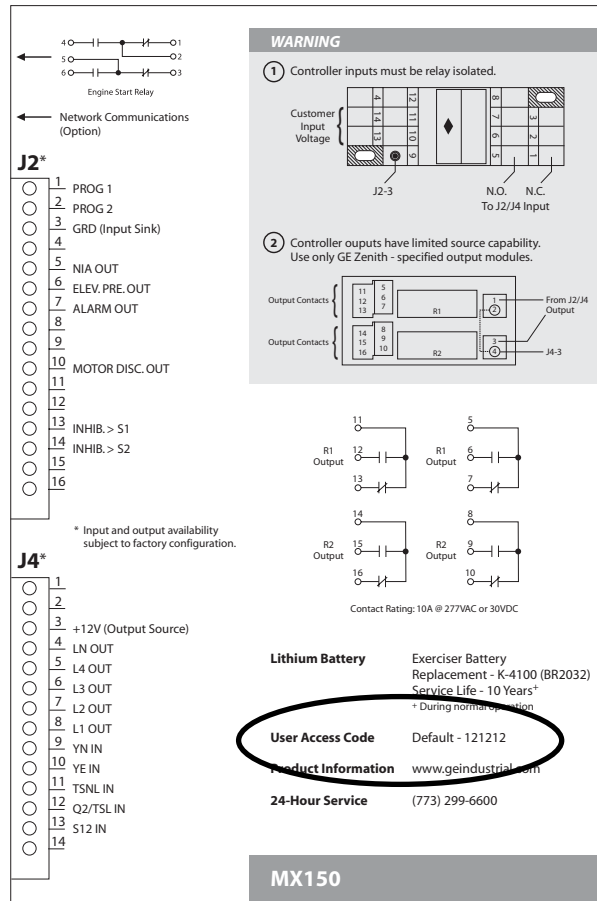 4 1
5 2
6 3
Engine Start Relay
Network Communications
(Option)
J2*
1 PROG 1
2 PROG 2
3 GRD (Input Sink)
4
5 NIA OUT
6 ELEV. PRE. OUT
7 ALARM OUT
8
9
10 MOTOR DISC. OUT
11
12
13 INHIB. > S1
14 INHIB. > S2
15
16
* Input and output availability
subject to factory configuration.
J4*
1
2
3 +12V (Output Source)
4 LN OUT
5 L4 OUT
6 L3 OUT
7 L2 OUT
8 L1 OUT
9 YN IN
10 YE IN
11 TSNL IN
12 Q2/TSL IN
13 S12 IN
14
WARNING
1 Controller inputs must be relay isolated.
Customer
Input
Voltage
4 12 8
14 11 7 3
13 10 6 2
9 5 1
J2-3 N.O. N.C.
To J2/J4 Input
2 Controller ouputs have limited source capability.
Use only GE Zenith - specified output modules.
Output Contacts
11 5
12 6
13 7
R1
1
2
From J2/J4
Output
Output Contacts
14 8
15 9
16 10
R2
3
4
J4-3
11 5
R1 12 R1 6
Output Output
13 7
14 8
R2 15 R2 9
Output Output
16 10
Contact Rating: 10A @ 277VAC or 30VDC
Lithium Battery Exerciser Battery
Replacement - K-4100 (BR2032)
Service Life - 10 Years+
+ During normal operation
User Access Code Default - 121212
Product Information www.geindustrial.com
24-Hour Service (773) 299-6600
MX150